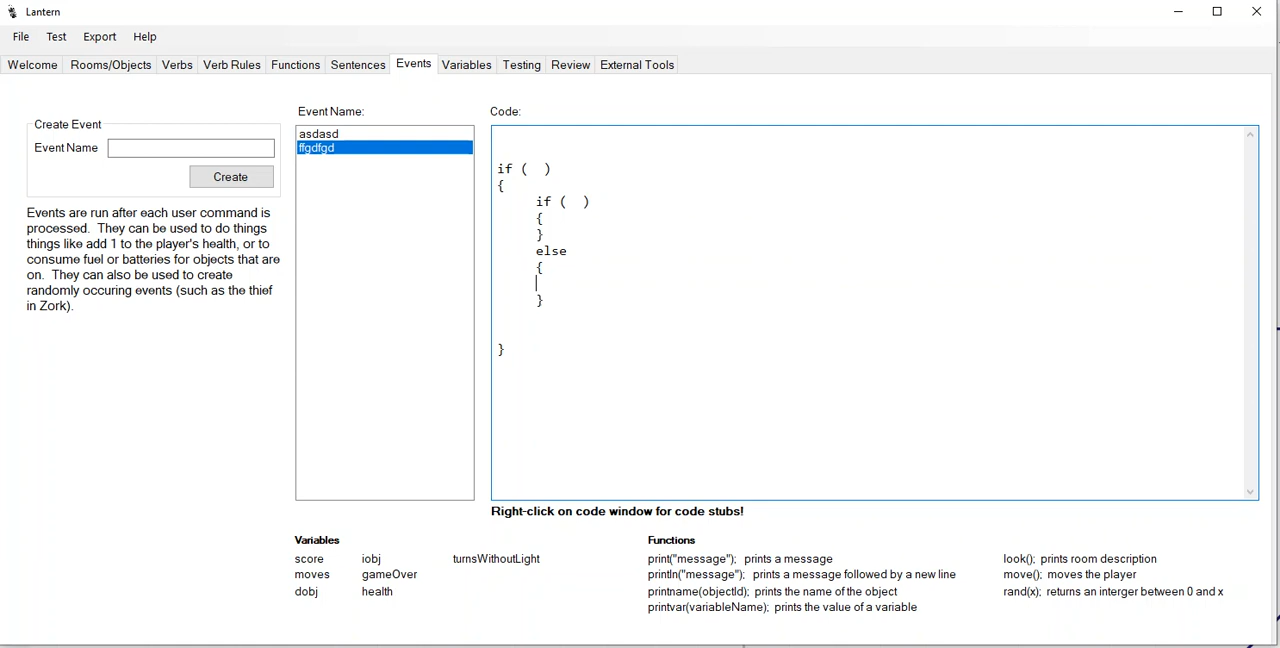 Lantern
File Test Export Help
Welcome Rooms/Objects Verbs Verb Rules Functions Sentences Events Variables Testing Review External Tools
Create Event
Event Name
Create
Events are run after each user command is
processed. They can be used to do things
things like add 1 to the player's health, or to
consume fuel or batteries for objects that are
on. They can also be used to create
randomly occuring events (such as the thief
in Zork).
Event Name:
asdasd
ffgdfgd
Code:
if (  )
{
if (  )
{
}
else
{
}
}
Right-click on code window for code stubs!
Variables
score iobj turnsWithoutLight
moves gameOver
dobj health
Functions
print("message"); prints a message
println("message"); prints a message followed by a new line
printname(objectId); prints the name of the object
printvar(variableName); prints the value of a variable
look(); prints room description
move(); moves the player
rand(x); returns an interger between 0 and x